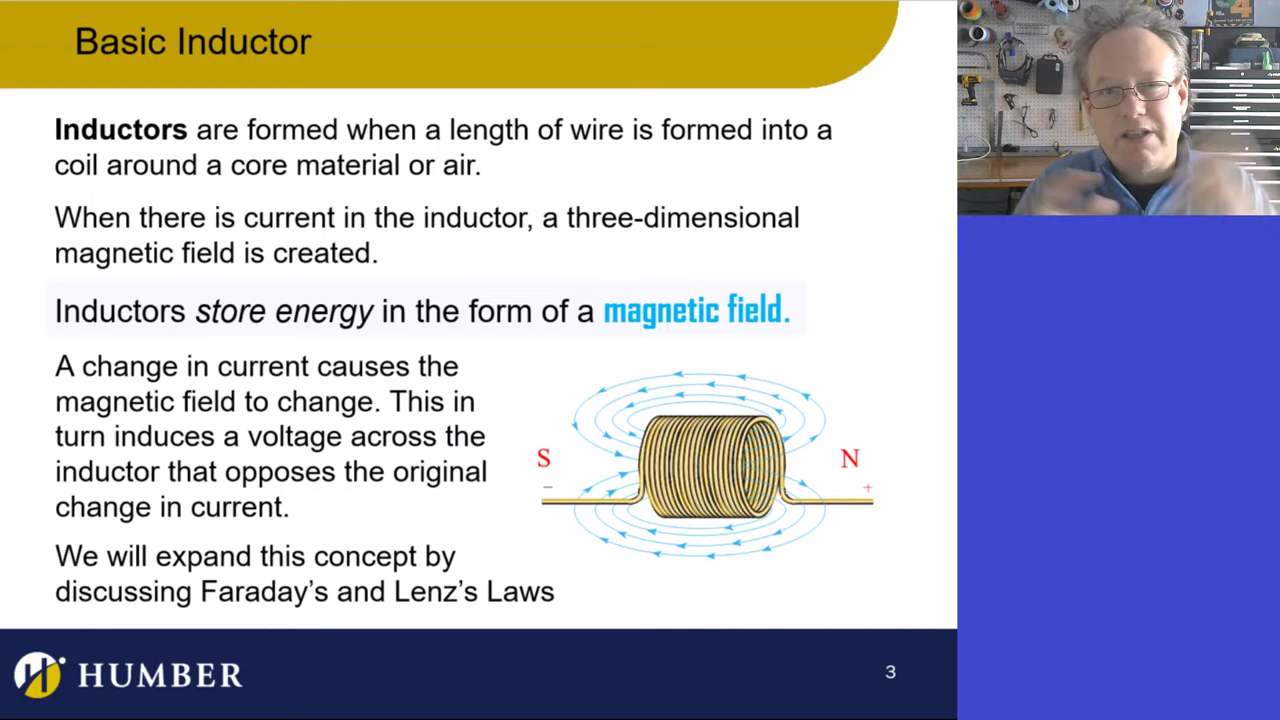 Basic Inductor
Inductors are formed when a length of wire is formed into a
coil around a core material or air.
When there is current in the inductor, a three-dimensional
magnetic field is created.
Inductors store energy in the form of a magnetic field.
A change in current causes the
magnetic field to change. This in
turn induces a voltage across the
inductor that opposes the original
change in current.
S
N
−
+
We will expand this concept by
discussing Faraday's and Lenz's Laws
HUMBER
3